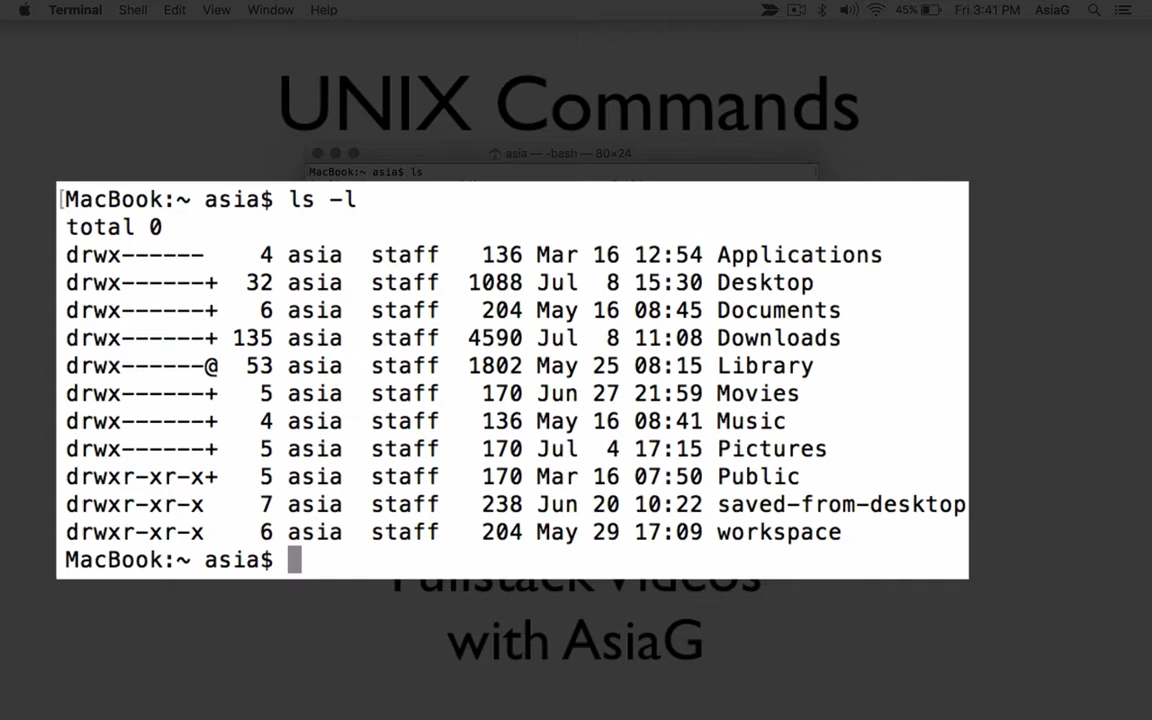 Terminal Shell Edit View Window Help 45% Fri 3:41 PM AsiaG
UNIX Commands
asia — -bash — 80×24
MacBook:~ asia$ ls
MacBook:~ asia$ ls -l
total 0
drwx------ 4 asia staff 136 Mar 16 12:54 Applications
drwx------+ 32 asia staff 1088 Jul 8 15:30 Desktop
drwx------+ 6 asia staff 204 May 16 08:45 Documents
drwx------+ 135 asia staff 4590 Jul 8 11:08 Downloads
drwx------@ 53 asia staff 1802 May 25 08:15 Library
drwx------+ 5 asia staff 170 Jun 27 21:59 Movies
drwx------+ 4 asia staff 136 May 16 08:41 Music
drwx------+ 5 asia staff 170 Jul 4 17:15 Pictures
drwxr-xr-x+ 5 asia staff 170 Mar 16 07:50 Public
drwxr-xr-x 7 asia staff 238 Jun 20 10:22 saved-from-desktop
drwxr-xr-x 6 asia staff 204 May 29 17:09 workspace
MacBook:~ asia$
Fullstack Videos
with AsiaG